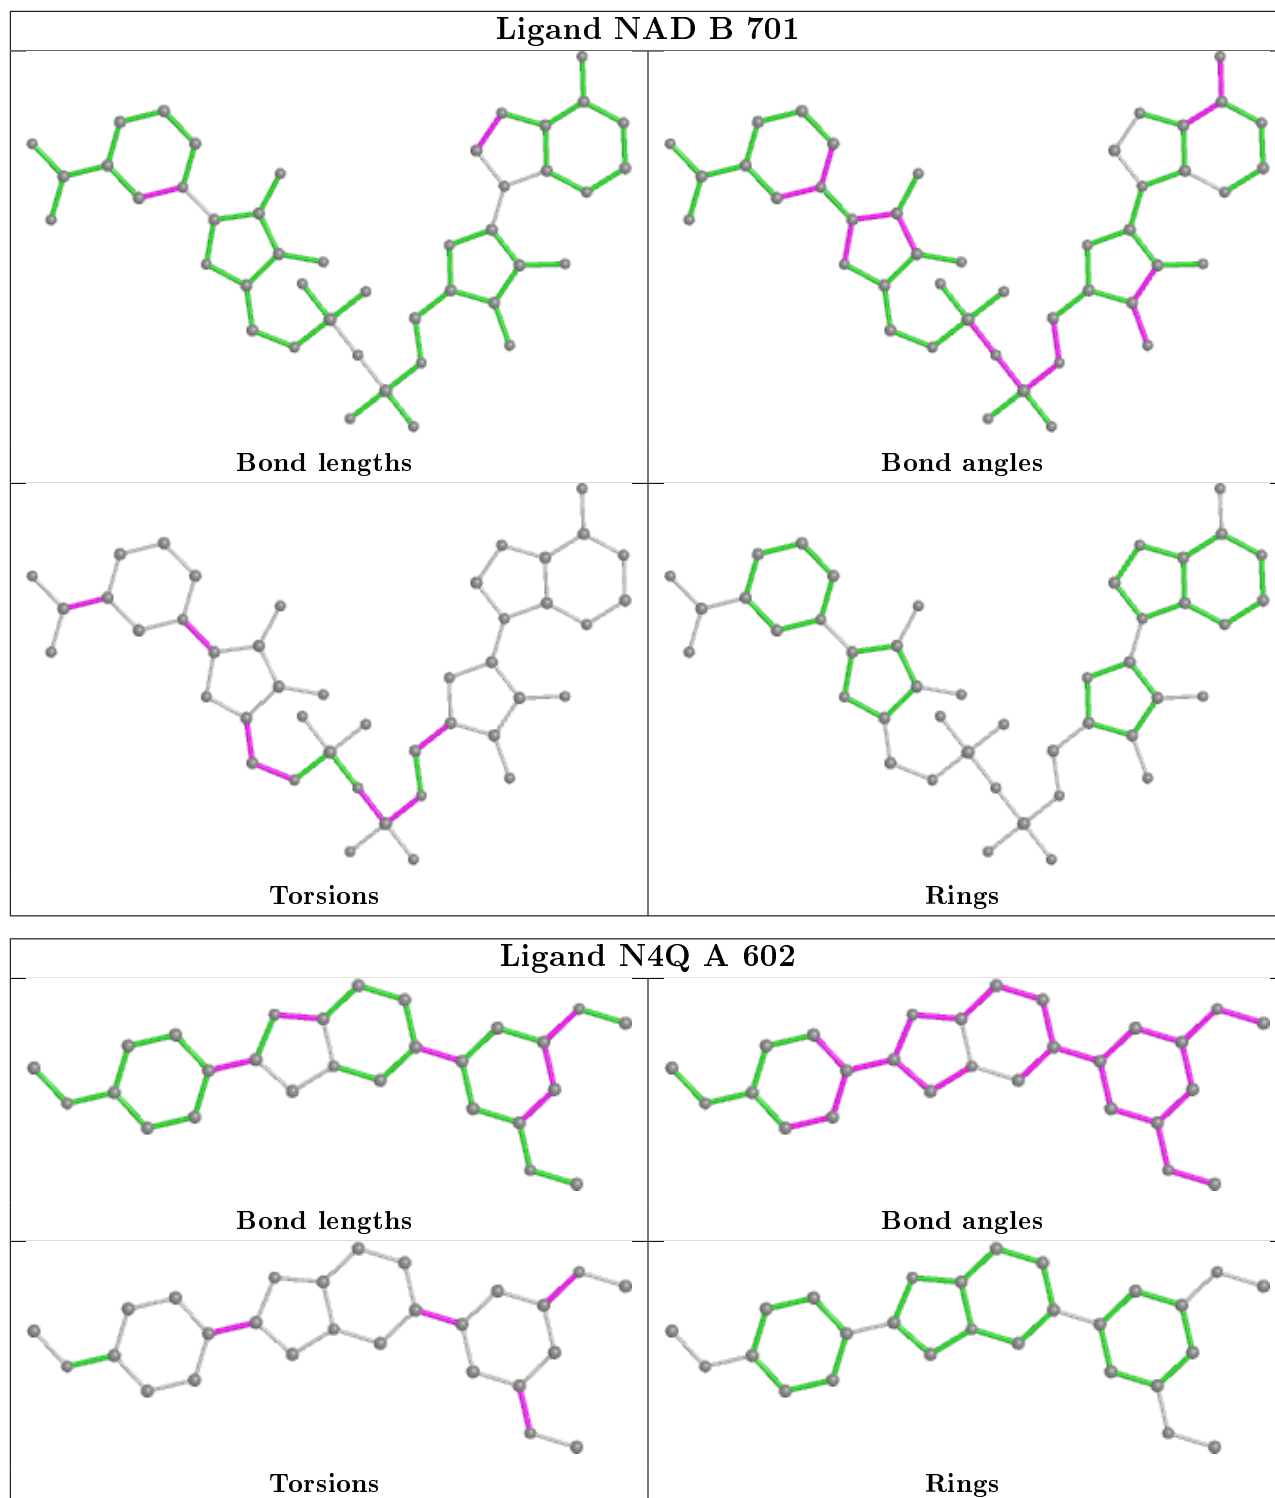 Ligand NAD B 701
Bond lengths
Bond angles
Torsions
Rings
Ligand N4Q A 602
Bond lengths
Bond angles
Torsions
Rings